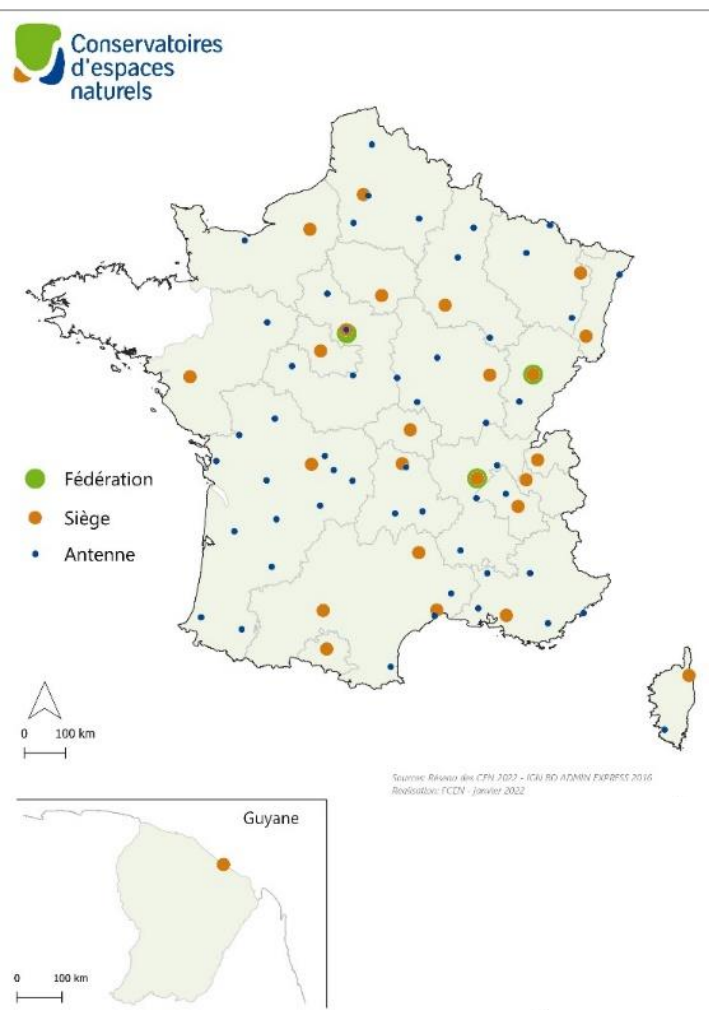 Conservatoires
d'espaces
naturels
Fédération
Siège
Antenne
0 100 km
Sources: Réseau des CEN 2022 - IGN BD ADMIN EXPRESS 2016
Réalisation: FCEN - janvier 2022
Guyane
0 100 km